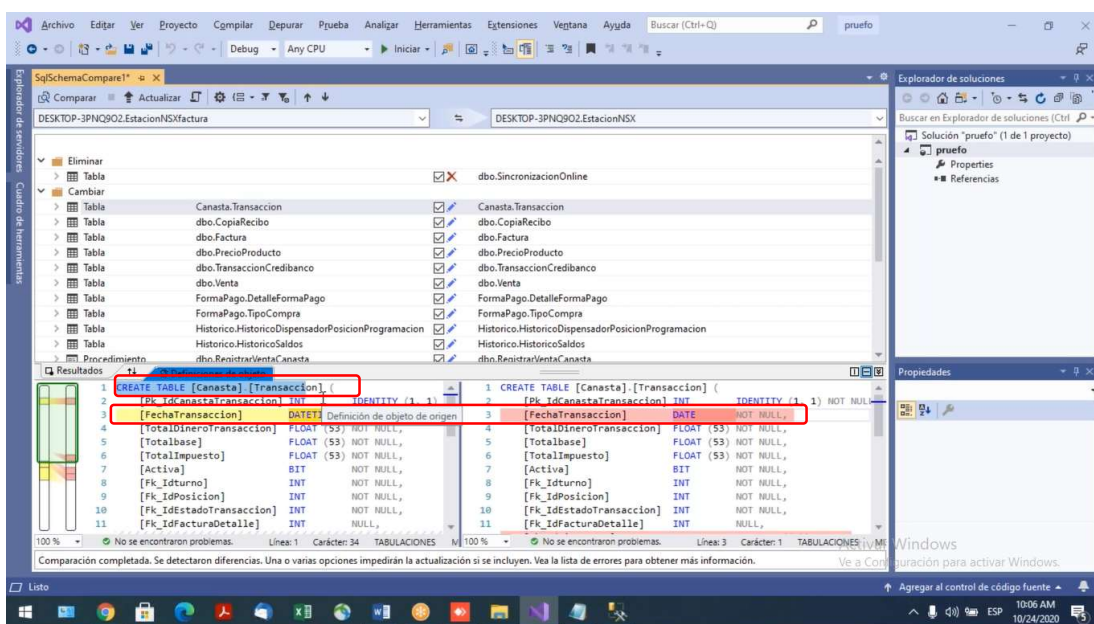 Archivo Editar Ver Proyecto Compilar Depurar Prueba Analizar Herramientas Extensiones Ventana Ayuda Buscar (Ctrl+Q) pruefo
Debug Any CPU Iniciar
SqlSchemaCompare1* Explorador de soluciones
Comparar Actualizar
DESKTOP-3PNQ9O2.EstacionNSXfactura DESKTOP-3PNQ9O2.EstacionNSX Buscar en Explorador de soluciones (Ctrl
Explorador de servidores
Cuadro de herramientas
Solución "pruefo" (1 de 1 proyecto)
pruefo
Properties
Referencias
Eliminar
Tabla dbo.SincronizacionOnline
Cambiar
Tabla Canasta.Transaccion Canasta.Transaccion
Tabla dbo.CopiaRecibo dbo.CopiaRecibo
Tabla dbo.Factura dbo.Factura
Tabla dbo.PrecioProducto dbo.PrecioProducto
Tabla dbo.TransaccionCredibanco dbo.TransaccionCredibanco
Tabla dbo.Venta dbo.Venta
Tabla FormaPago.DetalleFormaPago FormaPago.DetalleFormaPago
Tabla FormaPago.TipoCompra FormaPago.TipoCompra
Tabla Historico.HistoricoDispensadorPosicionProgramacion Historico.HistoricoDispensadorPosicionProgramacion
Tabla Historico.HistoricoSaldos Historico.HistoricoSaldos
Procedimiento dbo.RegistrarVentaCanasta dbo.RegistrarVentaCanasta
Resultados Propiedades
1 CREATE TABLE [Canasta].[Transaccion] ( 1 CREATE TABLE [Canasta].[Transaccion] (
2 [Pk_IdCanastaTransaccion] INT IDENTITY (1, 1) 2 [Pk_IdCanastaTransaccion] INT IDENTITY (1, 1) NOT NULL
3 [FechaTransaccion] DATETI Definición de objeto de origen 3 [FechaTransaccion] DATE NOT NULL,
4 [TotalDineroTransaccion] FLOAT (53) NOT NULL, 4 [TotalDineroTransaccion] FLOAT (53) NOT NULL,
5 [Totalbase] FLOAT (53) NOT NULL, 5 [Totalbase] FLOAT (53) NOT NULL,
6 [TotalImpuesto] FLOAT (53) NOT NULL, 6 [TotalImpuesto] FLOAT (53) NOT NULL,
7 [Activa] BIT NOT NULL, 7 [Activa] BIT NOT NULL,
8 [Fk_Idturno] INT NOT NULL, 8 [Fk_Idturno] INT NOT NULL,
9 [Fk_IdPosicion] INT NOT NULL, 9 [Fk_IdPosicion] INT NOT NULL,
10 [Fk_IdEstadoTransaccion] INT NOT NULL, 10 [Fk_IdEstadoTransaccion] INT NOT NULL,
11 [Fk_IdFacturaDetalle] INT NULL, 11 [Fk_IdFacturaDetalle] INT NULL,
100 % No se encontraron problemas. Línea: 1 Carácter: 34 TABULACIONES M 100 % No se encontraron problemas. Línea: 3 Carácter: 1 TABULACIONES MI
Activar Windows
Comparación completada. Se detectaron diferencias. Una o varias opciones impedirán la actualización si se incluyen. Vea la lista de errores para obtener más información.
Ve a Configuración para activar Windows.
Listo Agregar al control de código fuente
ESP 10:06 AM
10/24/2020